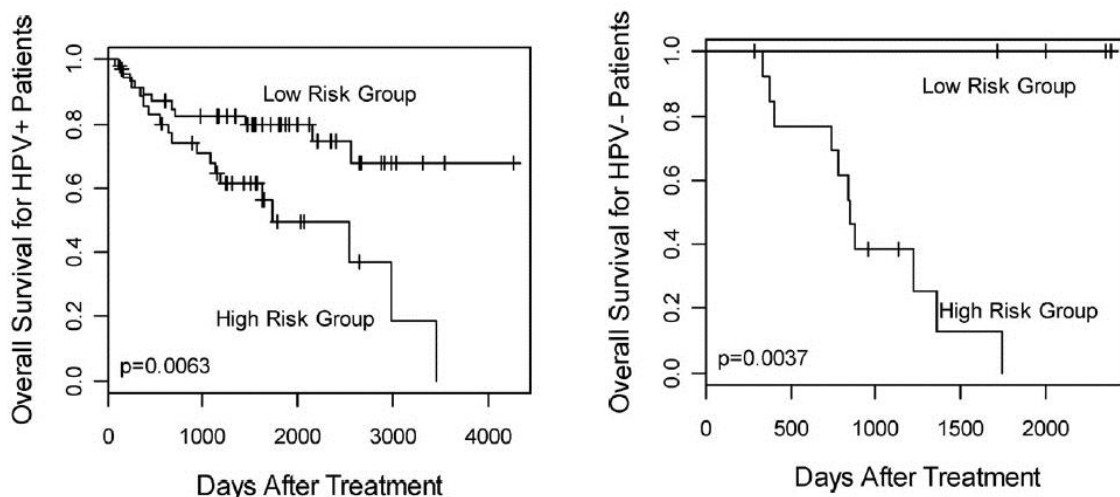 Overall Survival for HPV+ Patients
1.0
0.8
0.6
0.4
0.2
0.0
Low Risk Group
High Risk Group
p=0.0063
0 1000 2000 3000 4000
Days After Treatment
Overall Survival for HPV- Patients
1.0
0.8
0.6
0.4
0.2
0.0
Low Risk Group
High Risk Group
p=0.0037
0 500 1000 1500 2000
Days After Treatment